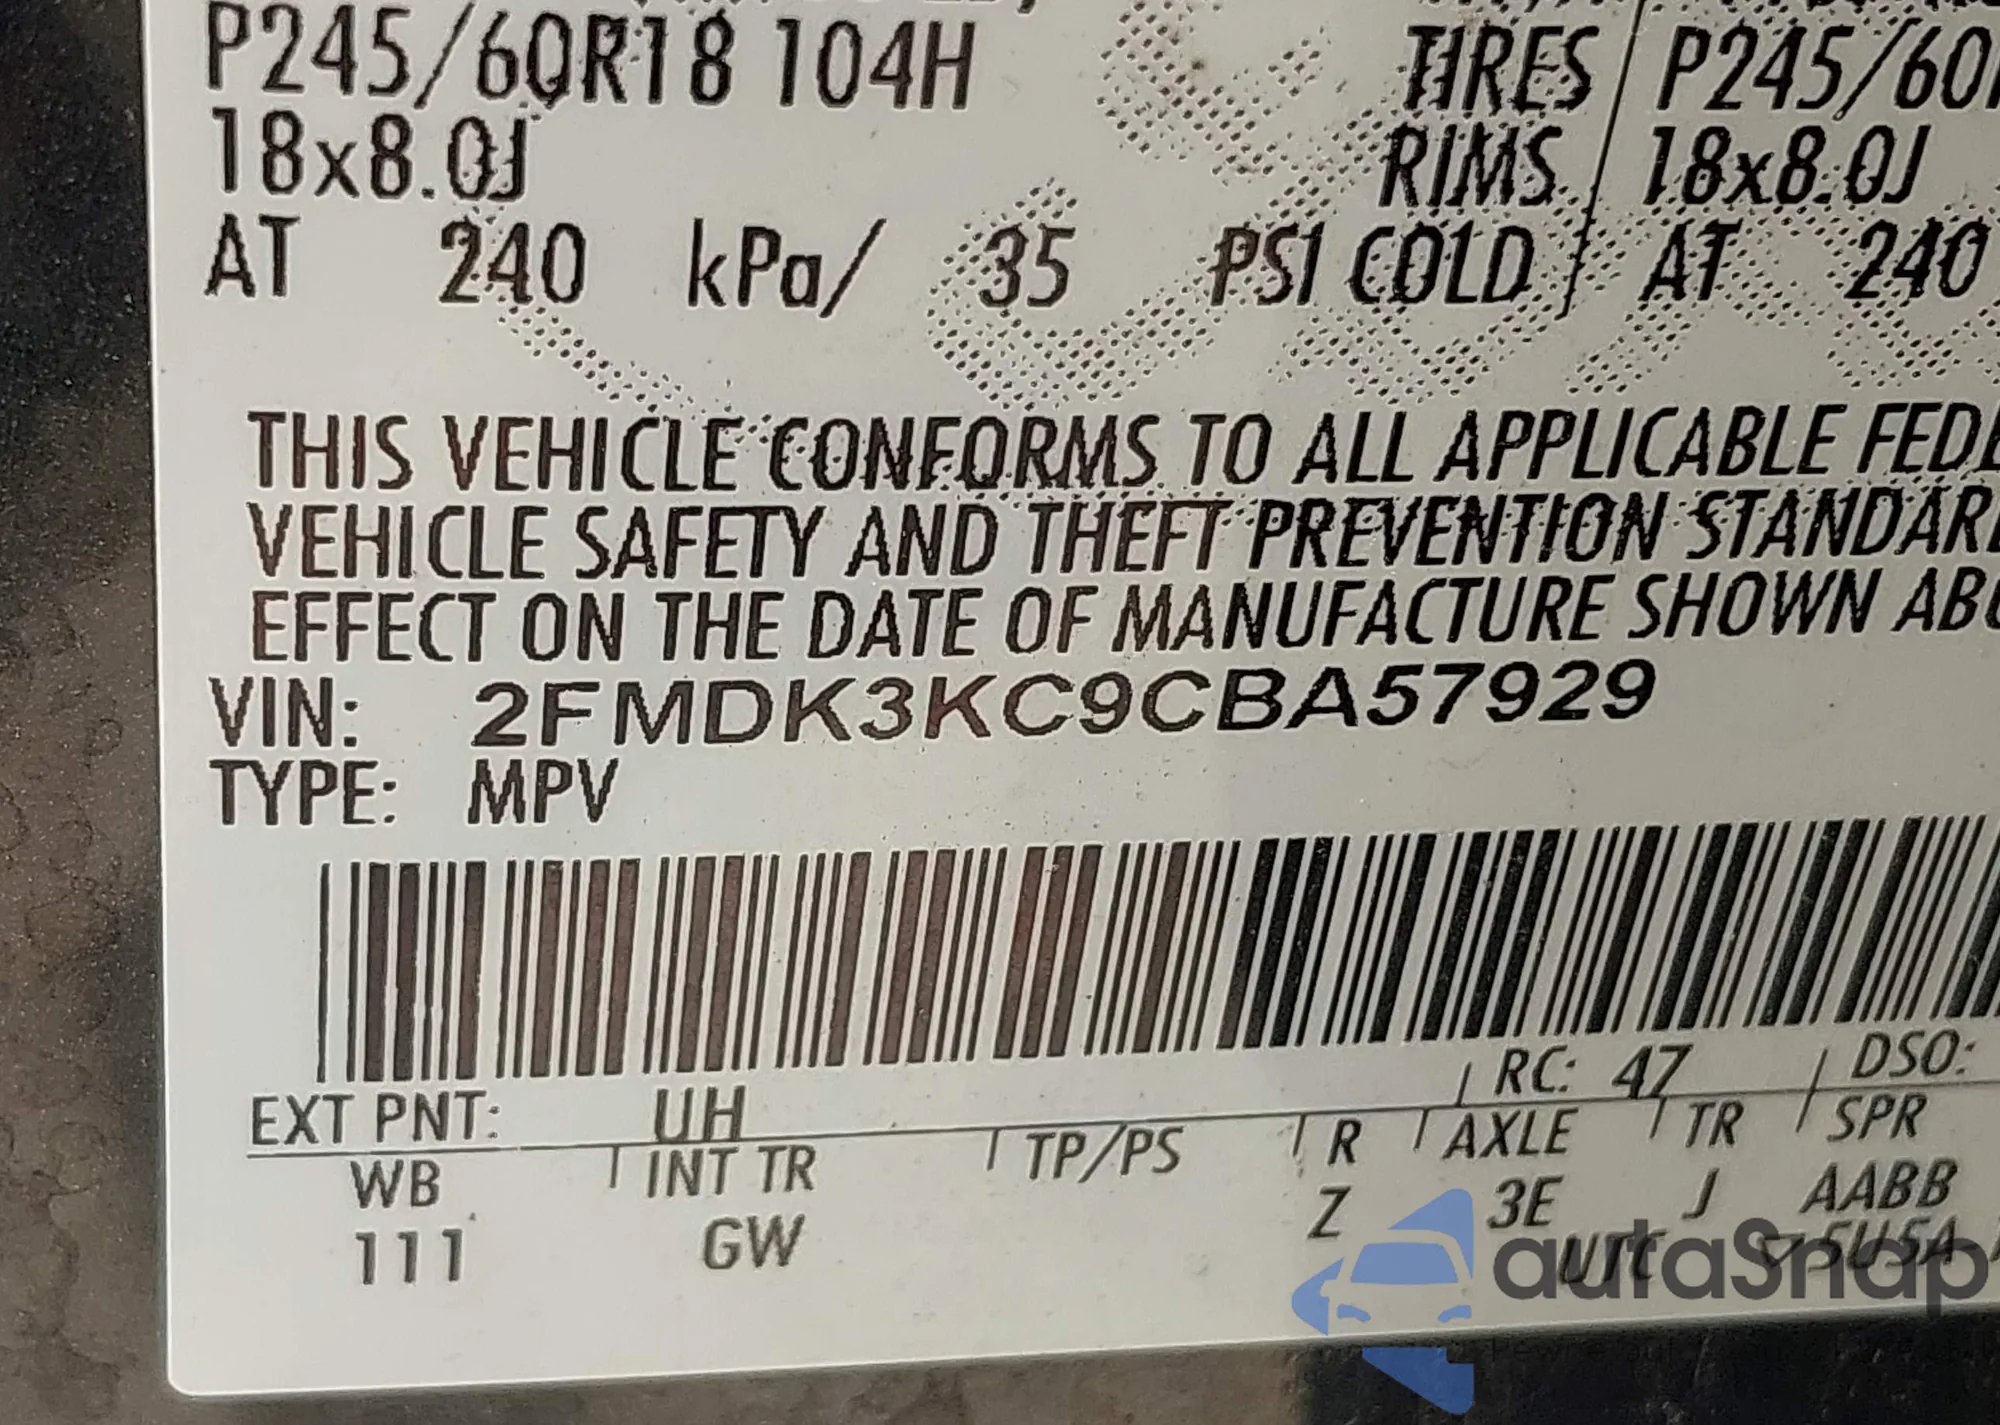 P245/60R18 104H TIRES P245/60
18x8.0J RIMS 18x8.0J
AT 240 kPa/ 35 PSI COLD AT 240
THIS VEHICLE CONFORMS TO ALL APPLICABLE FEDE
VEHICLE SAFETY AND THEFT PREVENTION STANDAR
EFFECT ON THE DATE OF MANUFACTURE SHOWN ABO
VIN: 2FMDK3KC9CBA57929
TYPE: MPV
EXT PNT: UH RC: 47 DSO:
WB INT TR TP/PS R AXLE TR SPR
111 GW Z 3E J AABB
UTC ▽5U5A
autoSnap